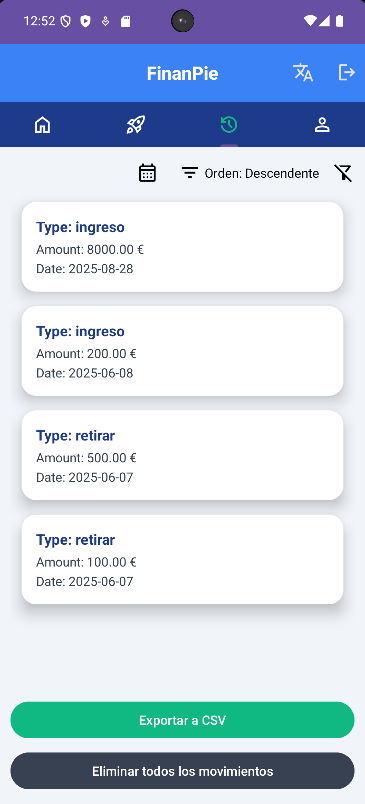 12:52
FinanPie
Orden: Descendente
Type: ingreso
Amount: 8000.00 €
Date: 2025-08-28
Type: ingreso
Amount: 200.00 €
Date: 2025-06-08
Type: retirar
Amount: 500.00 €
Date: 2025-06-07
Type: retirar
Amount: 100.00 €
Date: 2025-06-07
Exportar a CSV
Eliminar todos los movimientos